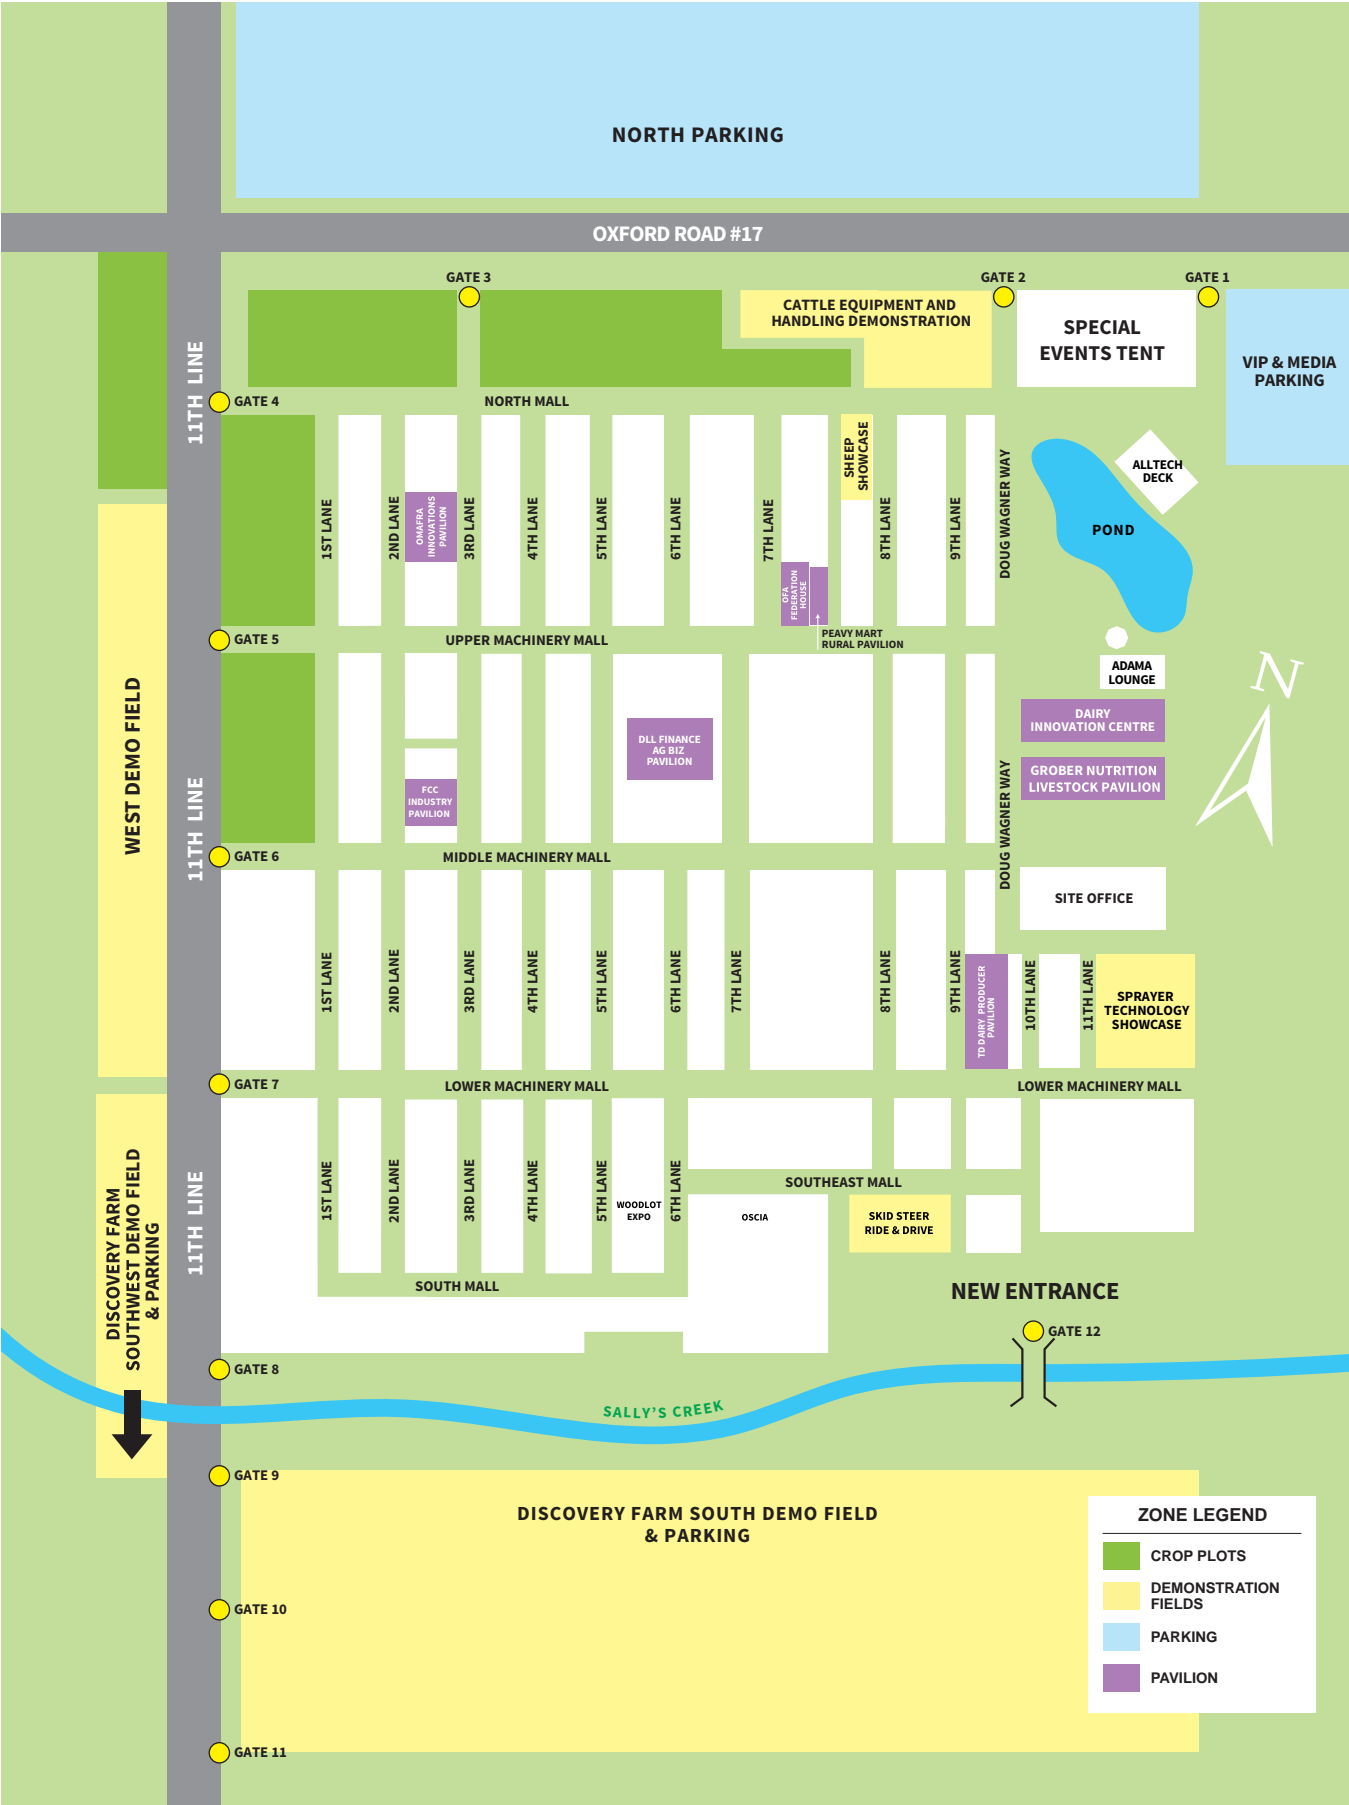 NORTH PARKING
OXFORD ROAD #17
GATE 3
GATE 2
GATE 1
CATTLE EQUIPMENT AND
HANDLING DEMONSTRATION
SPECIAL
EVENTS TENT
VIP & MEDIA
PARKING
11TH LINE
GATE 4
NORTH MALL
SHEEP
SHOWCASE
ALLTECH
DECK
POND
1ST LANE
2ND LANE
OMAFRA
INNOVATIONS
PAVILION
3RD LANE
4TH LANE
5TH LANE
6TH LANE
7TH LANE
8TH LANE
9TH LANE
DOUG WAGNER WAY
OFA
FEDERATION
HOUSE
PEAVY MART
RURAL PAVILION
GATE 5
UPPER MACHINERY MALL
ADAMA
LOUNGE
N
DAIRY
INNOVATION CENTRE
GROBER NUTRITION
LIVESTOCK PAVILION
DLL FINANCE
AG BIZ
PAVILION
FCC
INDUSTRY
PAVILION
WEST DEMO FIELD
11TH LINE
DOUG WAGNER WAY
GATE 6
MIDDLE MACHINERY MALL
SITE OFFICE
1ST LANE
2ND LANE
3RD LANE
4TH LANE
5TH LANE
6TH LANE
7TH LANE
8TH LANE
9TH LANE
TD DAIRY PRODUCER
PAVILION
10TH LANE
11TH LANE
SPRAYER
TECHNOLOGY
SHOWCASE
GATE 7
LOWER MACHINERY MALL
LOWER MACHINERY MALL
DISCOVERY FARM
SOUTHWEST DEMO FIELD
& PARKING
11TH LINE
1ST LANE
2ND LANE
3RD LANE
4TH LANE
5TH LANE
WOODLOT
EXPO
6TH LANE
SOUTHEAST MALL
OSCIA
SKID STEER
RIDE & DRIVE
SOUTH MALL
NEW ENTRANCE
GATE 12
GATE 8
SALLY'S CREEK
GATE 9
DISCOVERY FARM SOUTH DEMO FIELD
& PARKING
GATE 10
GATE 11
ZONE LEGEND
CROP PLOTS
DEMONSTRATION
FIELDS
PARKING
PAVILION